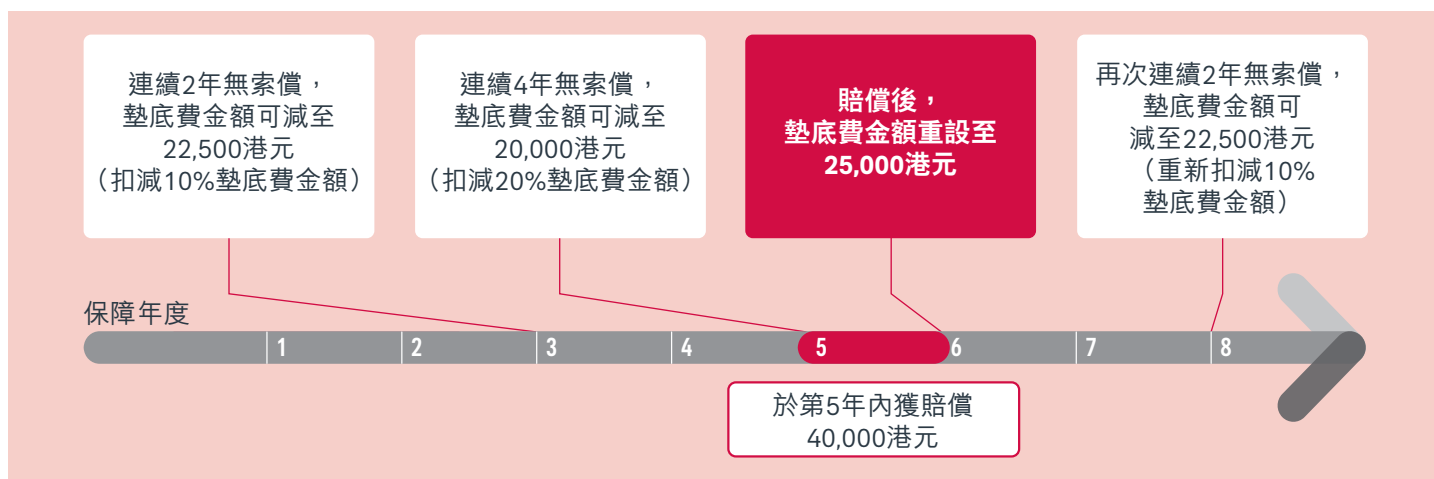 連續2年無索償，
墊底費金額可減至
22,500港元
（扣減10%墊底費金額）
連續4年無索償，
墊底費金額可減至
20,000港元
（扣減20%墊底費金額）
賠償後，
墊底費金額重設至
25,000港元
再次連續2年無索償，
墊底費金額可
減至22,500港元
（重新扣減10%
墊底費金額）
保障年度
1 2 3 4 5 6 7 8
於第5年內獲賠償
40,000港元